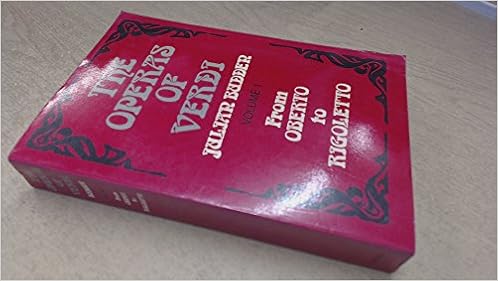 THE
OPERAS
OF
VERDI
JULIAN BUDDEN
VOLUME 1
From
OBERTO
to
RIGOLETTO